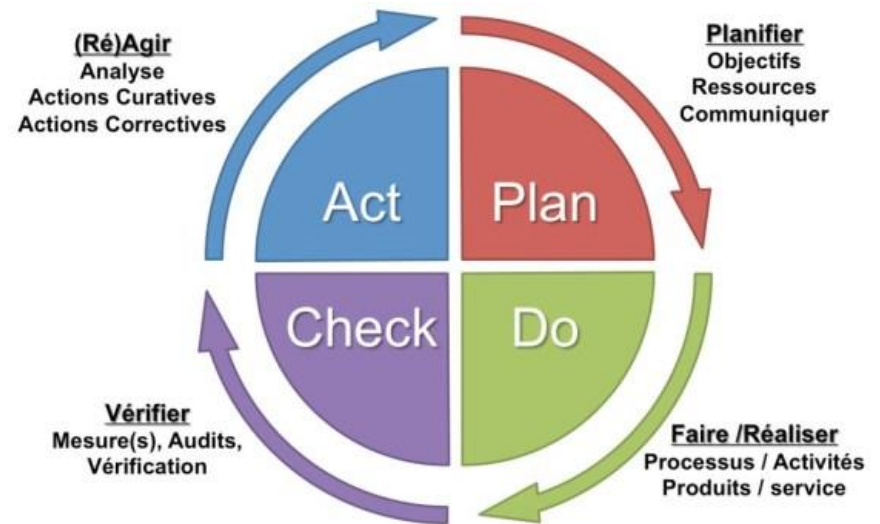 (Ré)Agir
Analyse
Actions Curatives
Actions Correctives
Planifier
Objectifs
Ressources
Communiquer
Act
Plan
Check
Do
Vérifier
Mesure(s), Audits,
Vérification
Faire /Réaliser
Processus / Activités
Produits / service